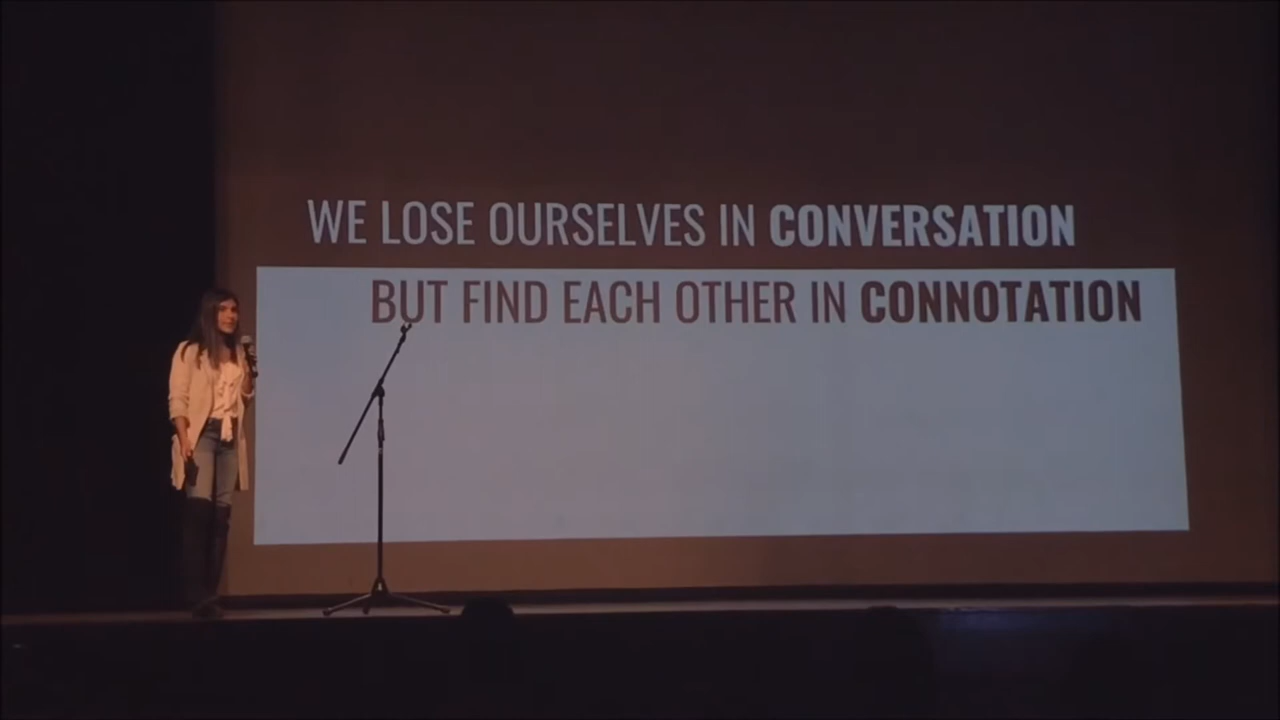 WE LOSE OURSELVES IN CONVERSATION
BUT FIND EACH OTHER IN CONNOTATION